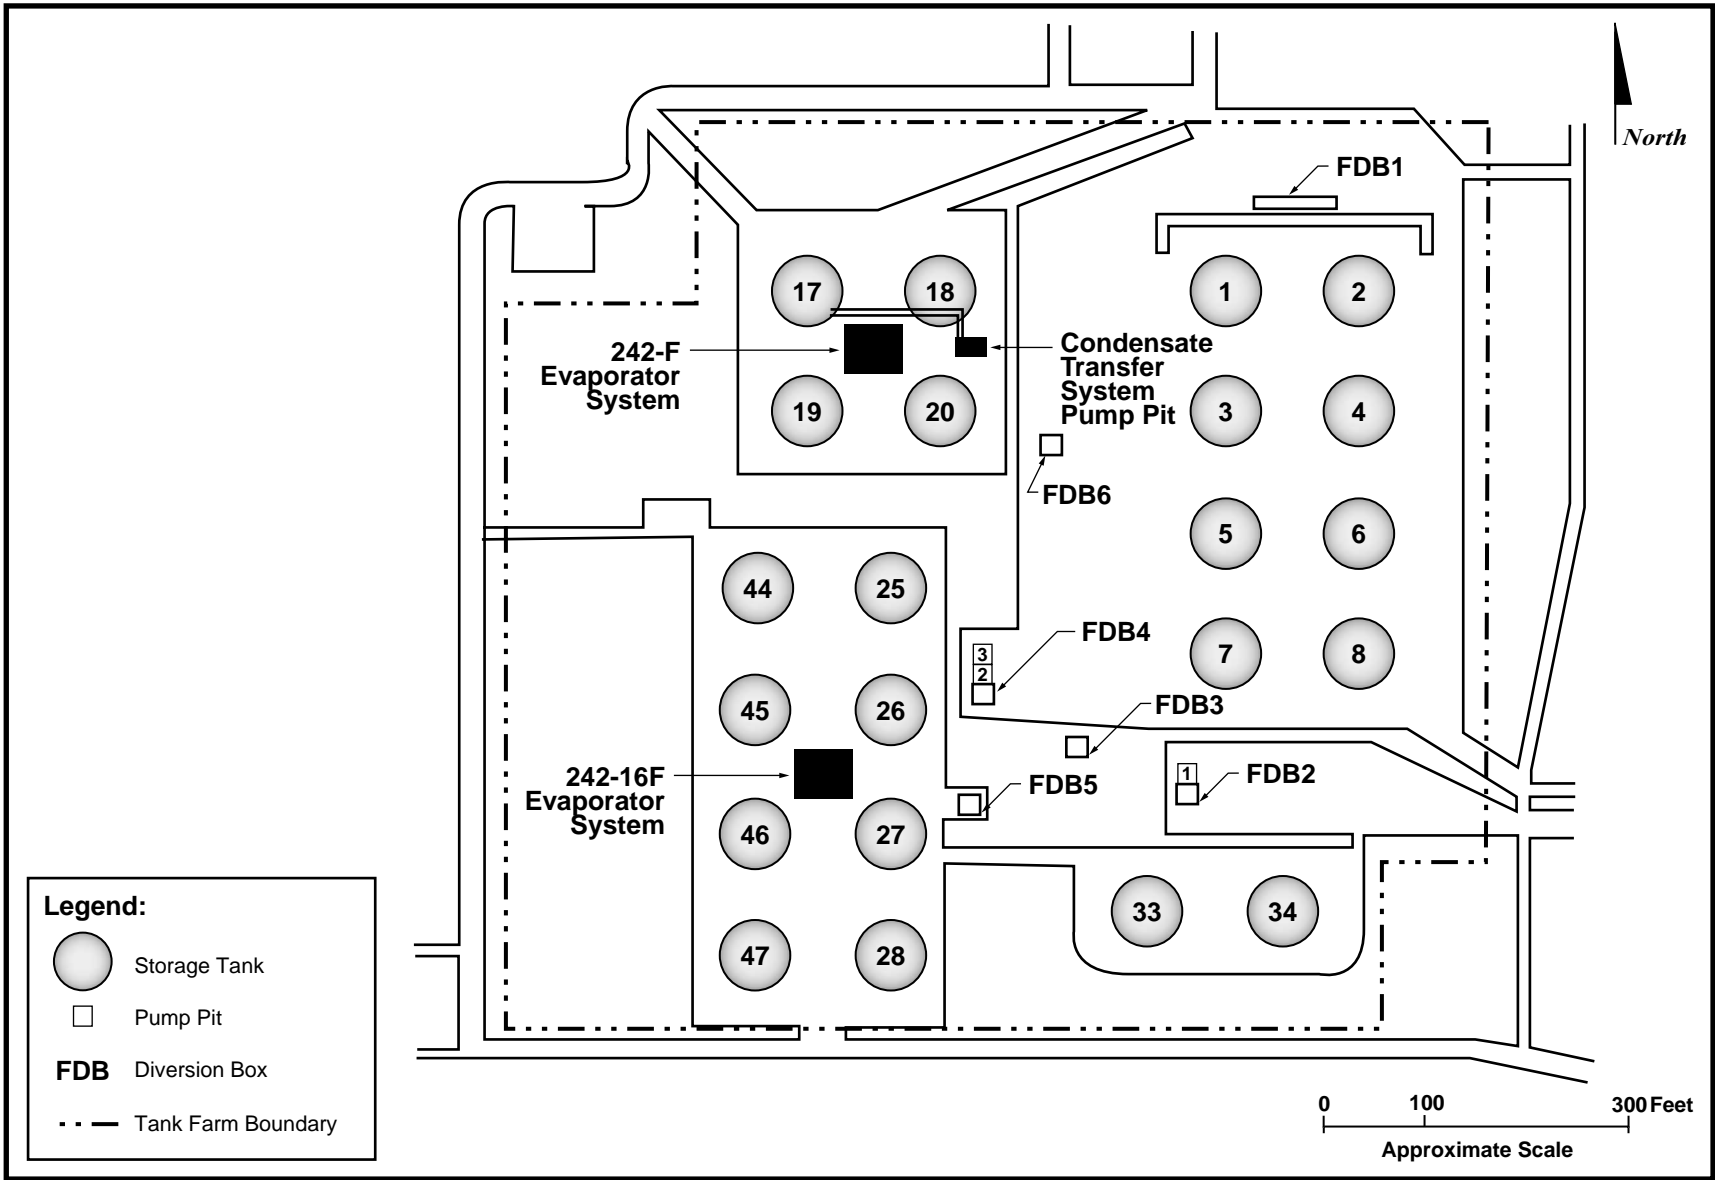 North
FDB1
17
18
1
2
242-F
Evaporator
System
Condensate
Transfer
System
Pump Pit
19
20
3
4
FDB6
5
6
44
25
FDB4
3
2
7
8
45
26
FDB3
242-16F
Evaporator
System
FDB5
1
FDB2
46
27
33
34
47
28
Legend:
Storage Tank
Pump Pit
FDB Diversion Box
Tank Farm Boundary
0 100 300 Feet
Approximate Scale